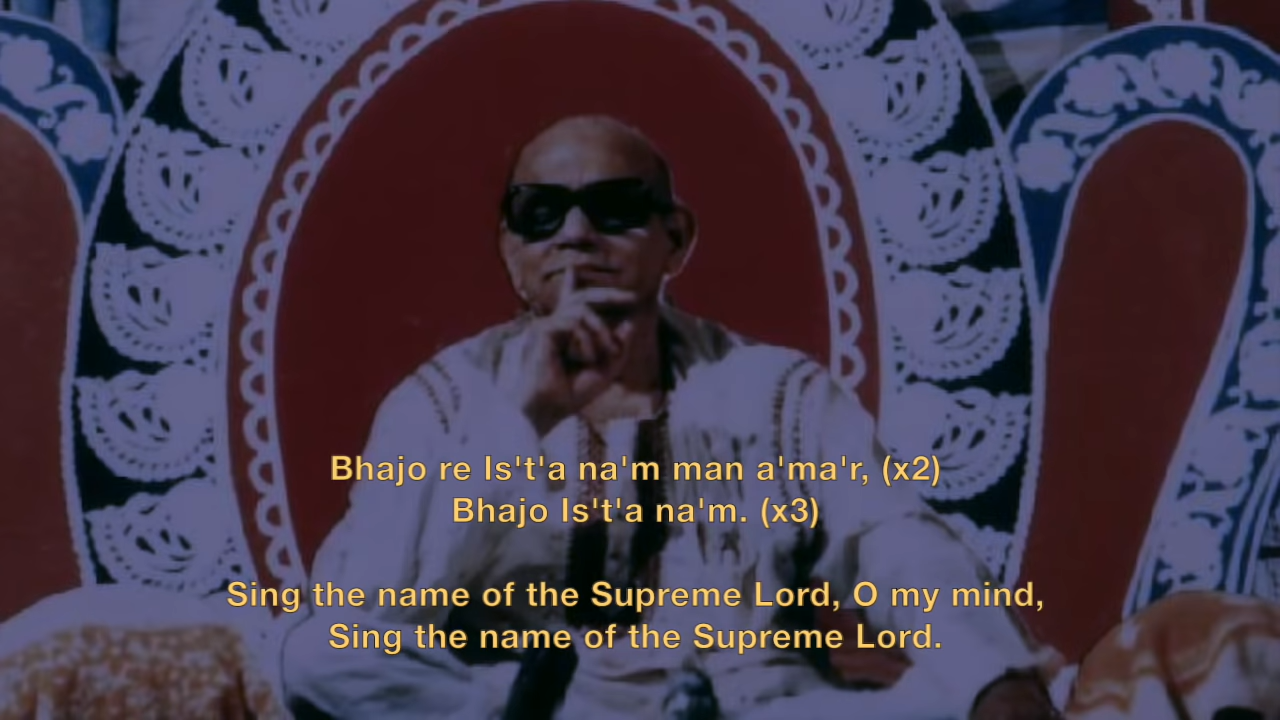 Bhajo re Is't'a na'm man a'ma'r, (x2)
Bhajo Is't'a na'm. (x3)
Sing the name of the Supreme Lord, O my mind,
Sing the name of the Supreme Lord.